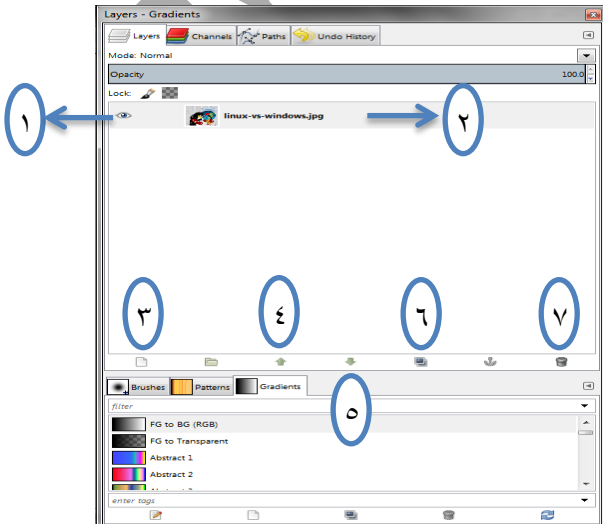 Layers - Gradients
Layers Channels Paths Undo History
Mode: Normal
Opacity 100.0
Lock:
١ linux-vs-windows.jpg ٢
٣ ٤ ٦ ٧
Brushes Patterns Gradients
٥
filter
FG to BG (RGB)
FG to Transparent
Abstract 1
Abstract 2
enter tags